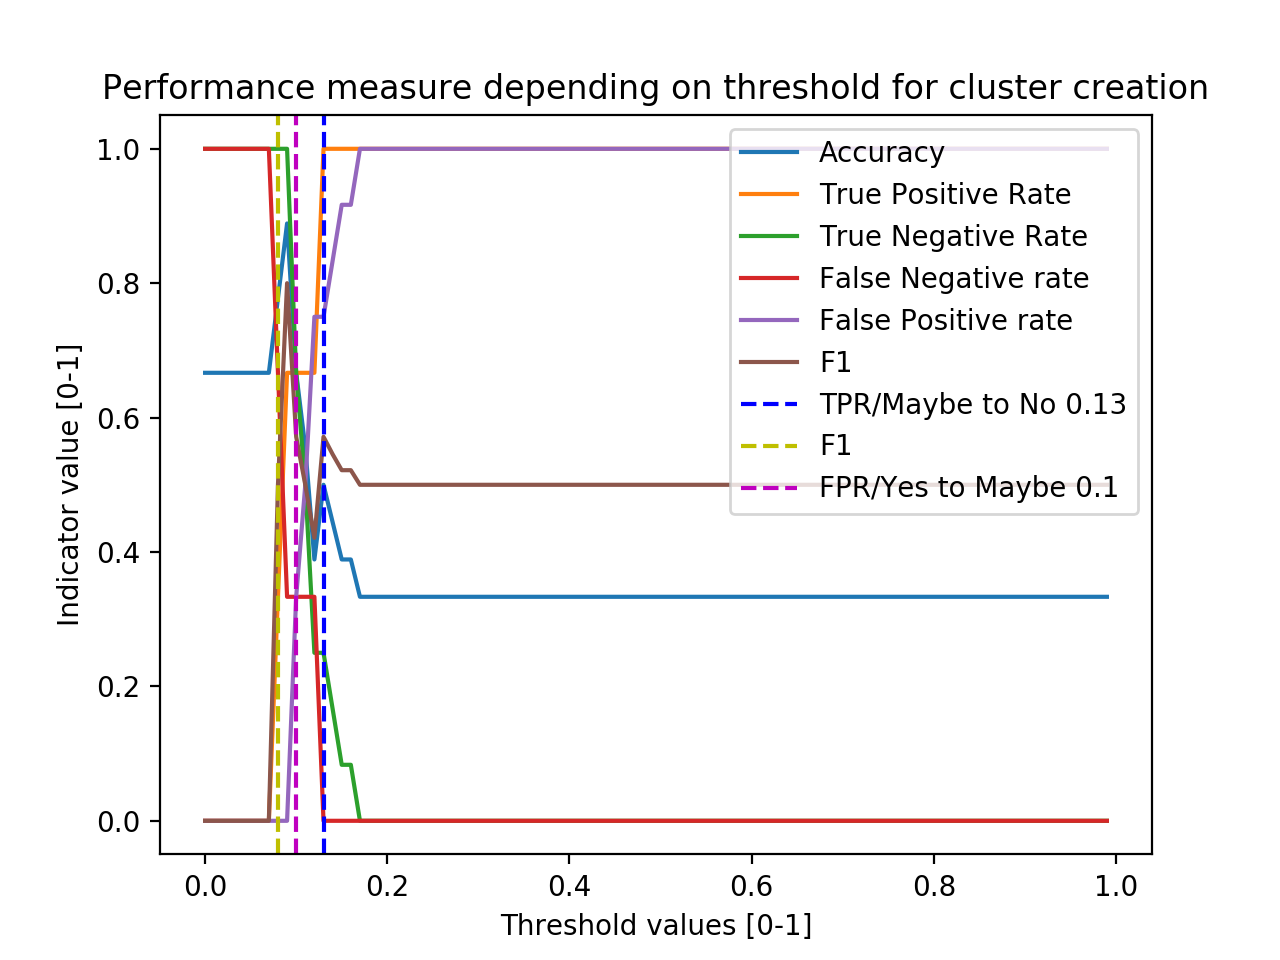 Performance measure depending on threshold for cluster creation
1.0
0.8
0.6
0.4
0.2
0.0
Indicator value [0-1]
Accuracy
True Positive Rate
True Negative Rate
False Negative rate
False Positive rate
F1
TPR/Maybe to No 0.13
F1
FPR/Yes to Maybe 0.1
0.0 0.2 0.4 0.6 0.8 1.0
Threshold values [0-1]